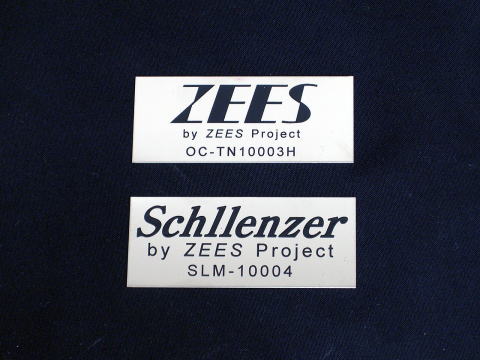 ZEES
by ZEES Project
OC-TN10003H
Schllenzer
by ZEES Project
SLM-10004